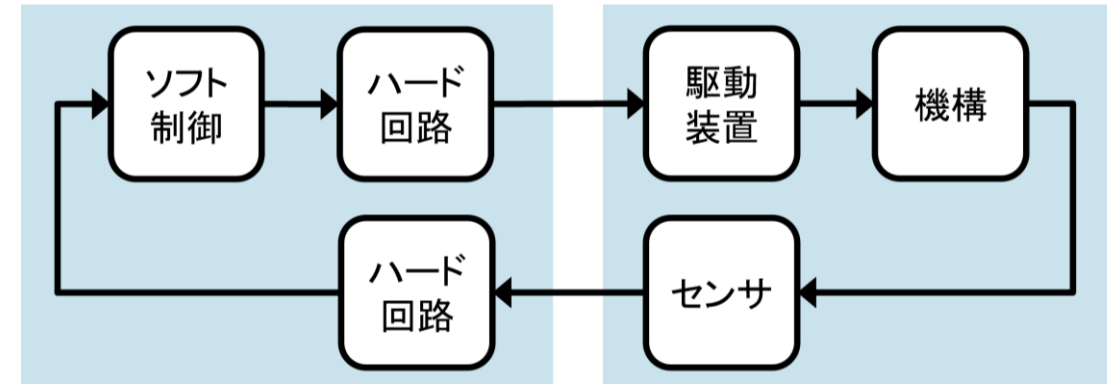 ソフト
制御
ハード
回路
駆動
装置
機構
ハード
回路
センサ